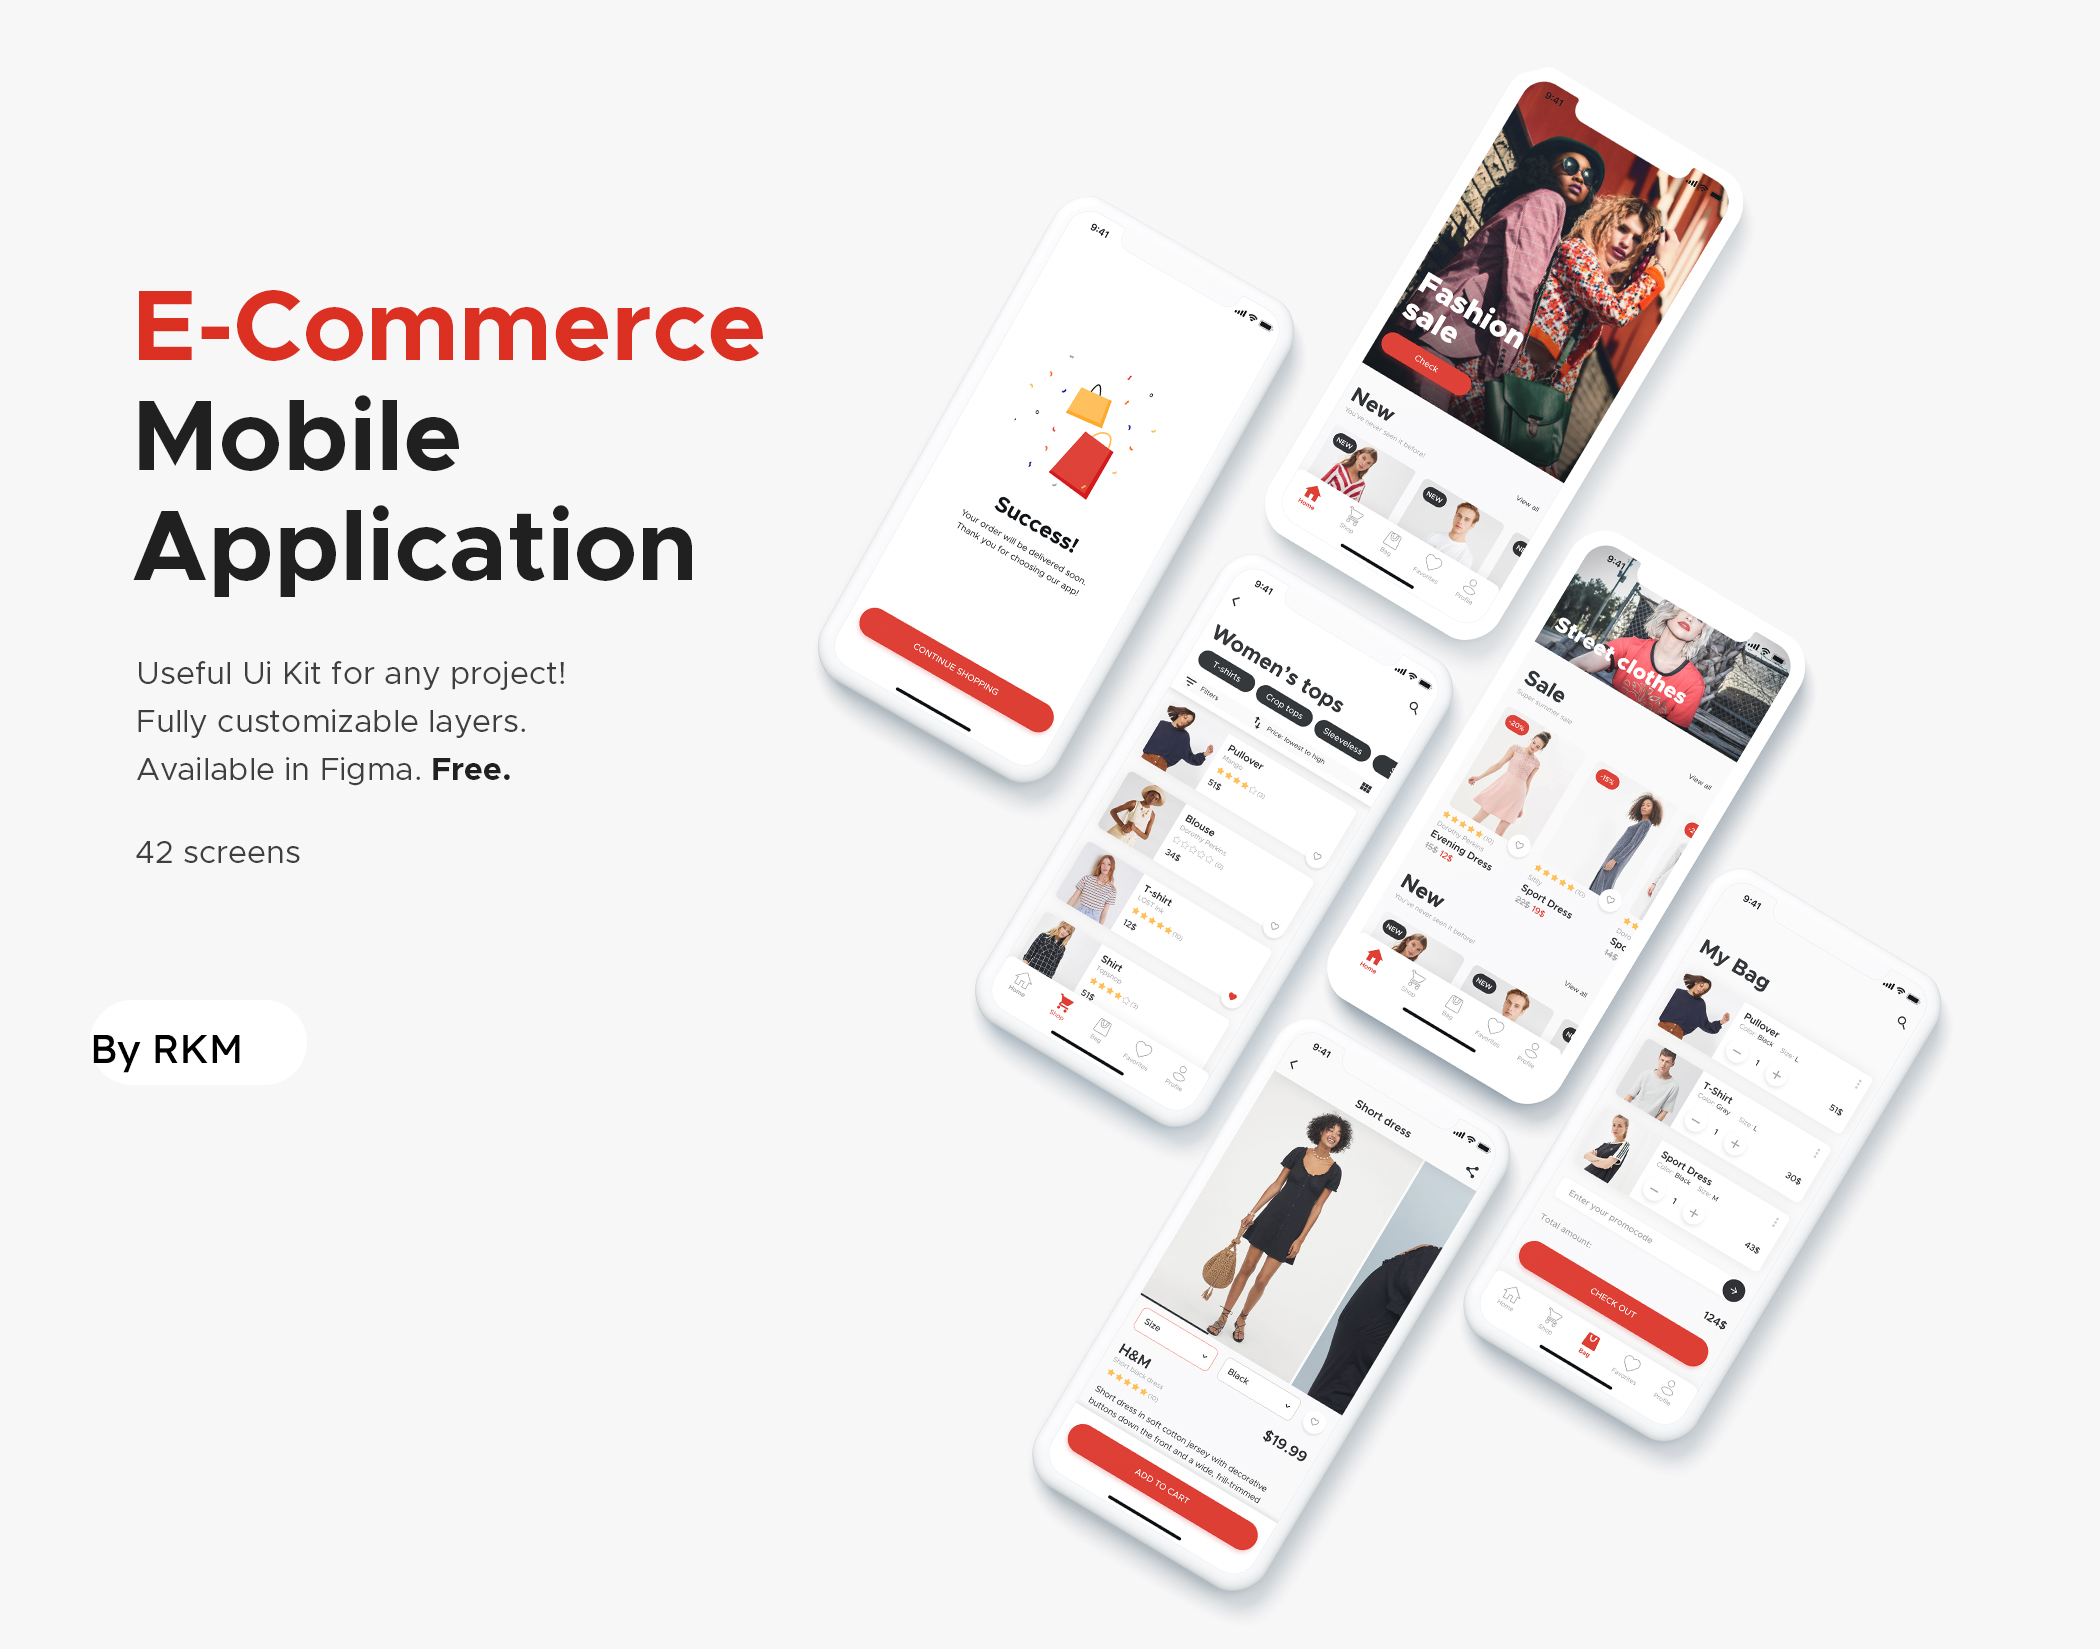 E-Commerce
Mobile
Application
Useful Ui Kit for any project!
Fully customizable layers.
Available in Figma. Free.
42 screens
By RKM
9:41
Success!
Your order will be delivered soon.
Thank you for choosing our app!
CONTINUE SHOPPING
9:41
Fashion
sale
Check
New
You've never seen it before!
View all
NEW
NEW
Home
Shop
Bag
Favorites
Profile
9:41
Women's tops
T-shirts
Crop tops
Sleeveless
Filters
Price: lowest to high
Pullover
Mango
(3)
51$
Blouse
Dorothy Perkins
(0)
34$
T-shirt
LOST Ink
(10)
12$
Shirt
Topshop
(3)
51$
Home
Shop
Bag
Favorites
Profile
9:41
Street clothes
Sale
Super summer sale
View all
-20%
-15%
(10)
Dorothy Perkins
Evening Dress
15$ 12$
(10)
Sitlly
Sport Dress
22$ 19$
Doro
Spo
14$
New
You've never seen it before!
View all
NEW
NEW
Home
Shop
Bag
Favorites
Profile
9:41
My Bag
Pullover
Color: Black Size: L
1
51$
T-Shirt
Color: Gray Size: L
1
30$
Sport Dress
Color: Black Size: M
1
43$
Enter your promocode
Total amount:
124$
CHECK OUT
Home
Shop
Bag
Favorites
Profile
9:41
Short dress
Size
Black
H&M
$19.99
Short black dress
(10)
Short dress in soft cotton jersey with decorative
buttons down the front and a wide, frill-trimmed
ADD TO CART